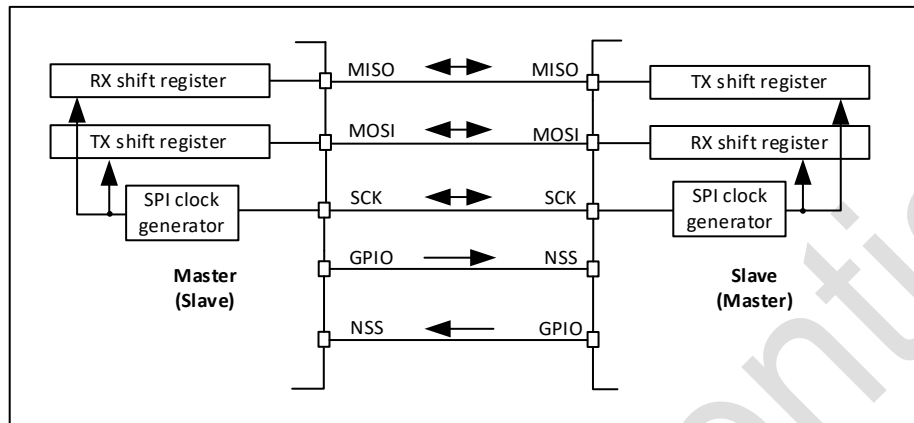 RX shift register
MISO
MISO
TX shift register
TX shift register
MOSI
MOSI
RX shift register
SPI clock
generator
SCK
SCK
SPI clock
generator
Master
(Slave)
GPIO
NSS
Slave
(Master)
NSS
GPIO